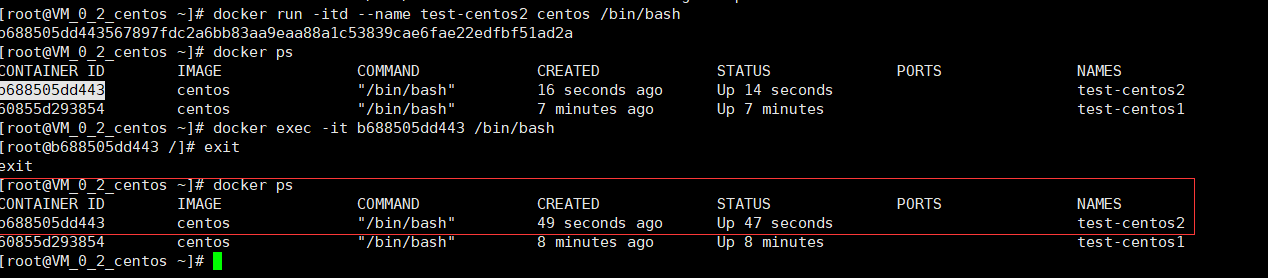 [root@VM_0_2_centos ~]# docker run -itd --name test-centos2 centos /bin/bash
b688505dd443567897fdc2a6bb83aa9eaa88a1c53839cae6fae22edfbf51ad2a
[root@VM_0_2_centos ~]# docker ps
CONTAINER ID IMAGE COMMAND CREATED STATUS PORTS NAMES
b688505dd443 centos "/bin/bash" 16 seconds ago Up 14 seconds test-centos2
60855d293854 centos "/bin/bash" 7 minutes ago Up 7 minutes test-centos1
[root@VM_0_2_centos ~]# docker exec -it b688505dd443 /bin/bash
[root@b688505dd443 /]# exit
exit
[root@VM_0_2_centos ~]# docker ps
CONTAINER ID IMAGE COMMAND CREATED STATUS PORTS NAMES
b688505dd443 centos "/bin/bash" 49 seconds ago Up 47 seconds test-centos2
60855d293854 centos "/bin/bash" 8 minutes ago Up 8 minutes test-centos1
[root@VM_0_2_centos ~]#